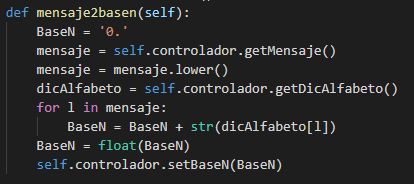 def mensaje2basen(self):
    BaseN = '0.'
    mensaje = self.controlador.getMensaje()
    mensaje = mensaje.lower()
    dicAlfabeto = self.controlador.getDicAlfabeto()
    for l in mensaje:
        BaseN = BaseN + str(dicAlfabeto[l])
    BaseN = float(BaseN)
    self.controlador.setBaseN(BaseN)